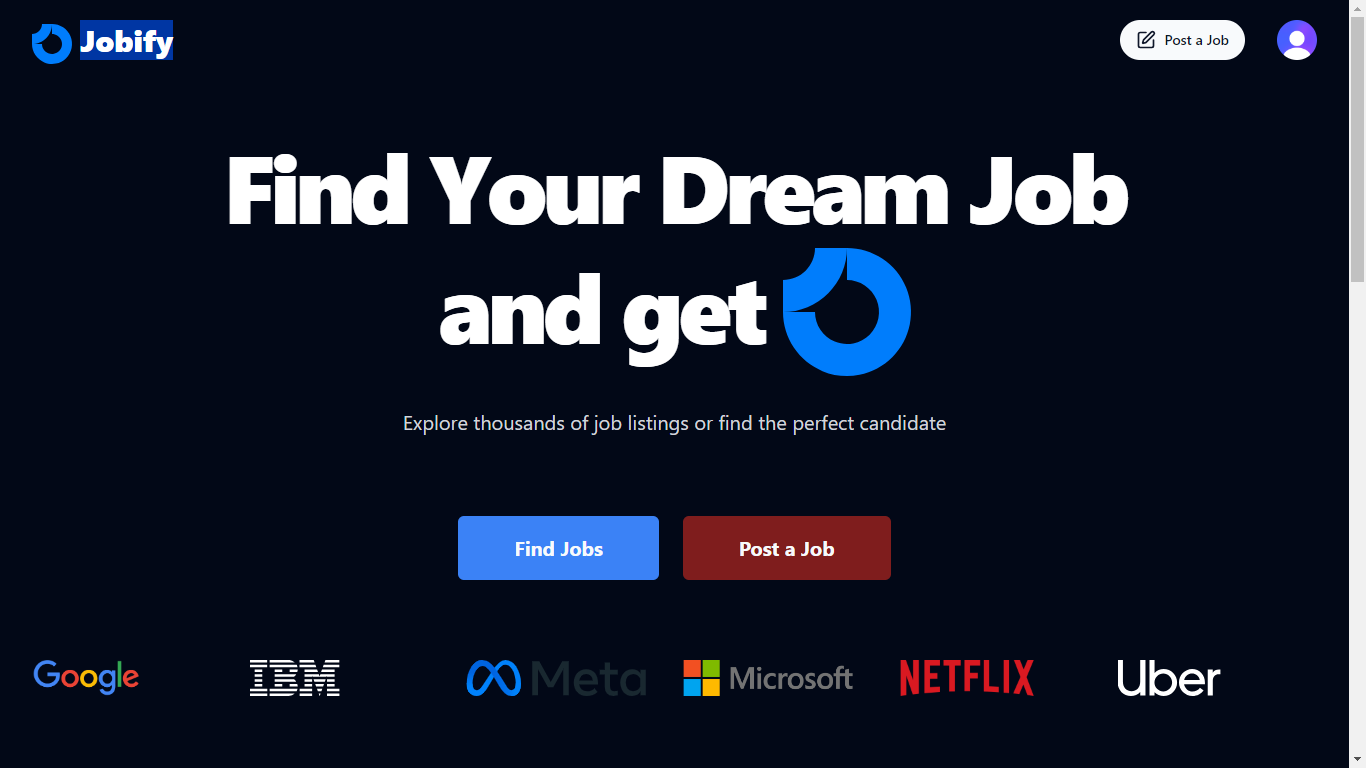 Jobify
Post a Job
Find Your Dream Job
and get
Explore thousands of job listings or find the perfect candidate
Find Jobs
Post a Job
Google
IBM
Meta
Microsoft
NETFLIX
Uber